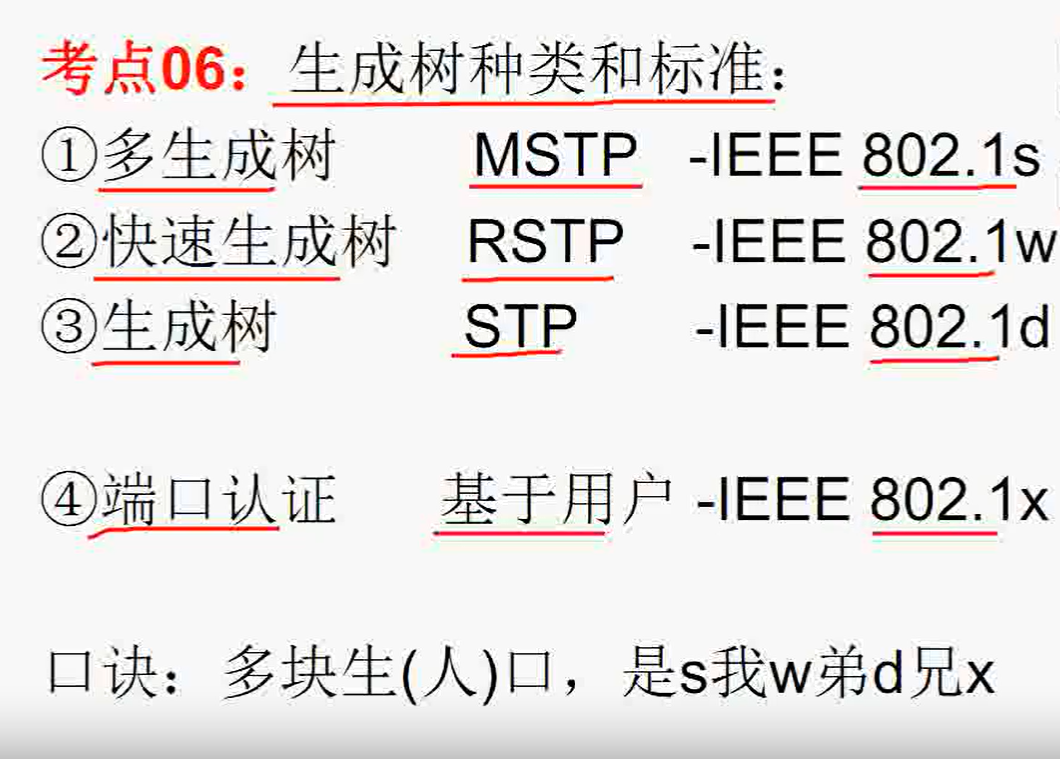 考点06：生成树种类和标准：
①多生成树 MSTP -IEEE 802.1s
②快速生成树 RSTP -IEEE 802.1w
③生成树 STP -IEEE 802.1d
④端口认证 基于用户 -IEEE 802.1x
口诀：多块生(人)口，是s我w弟d兄x